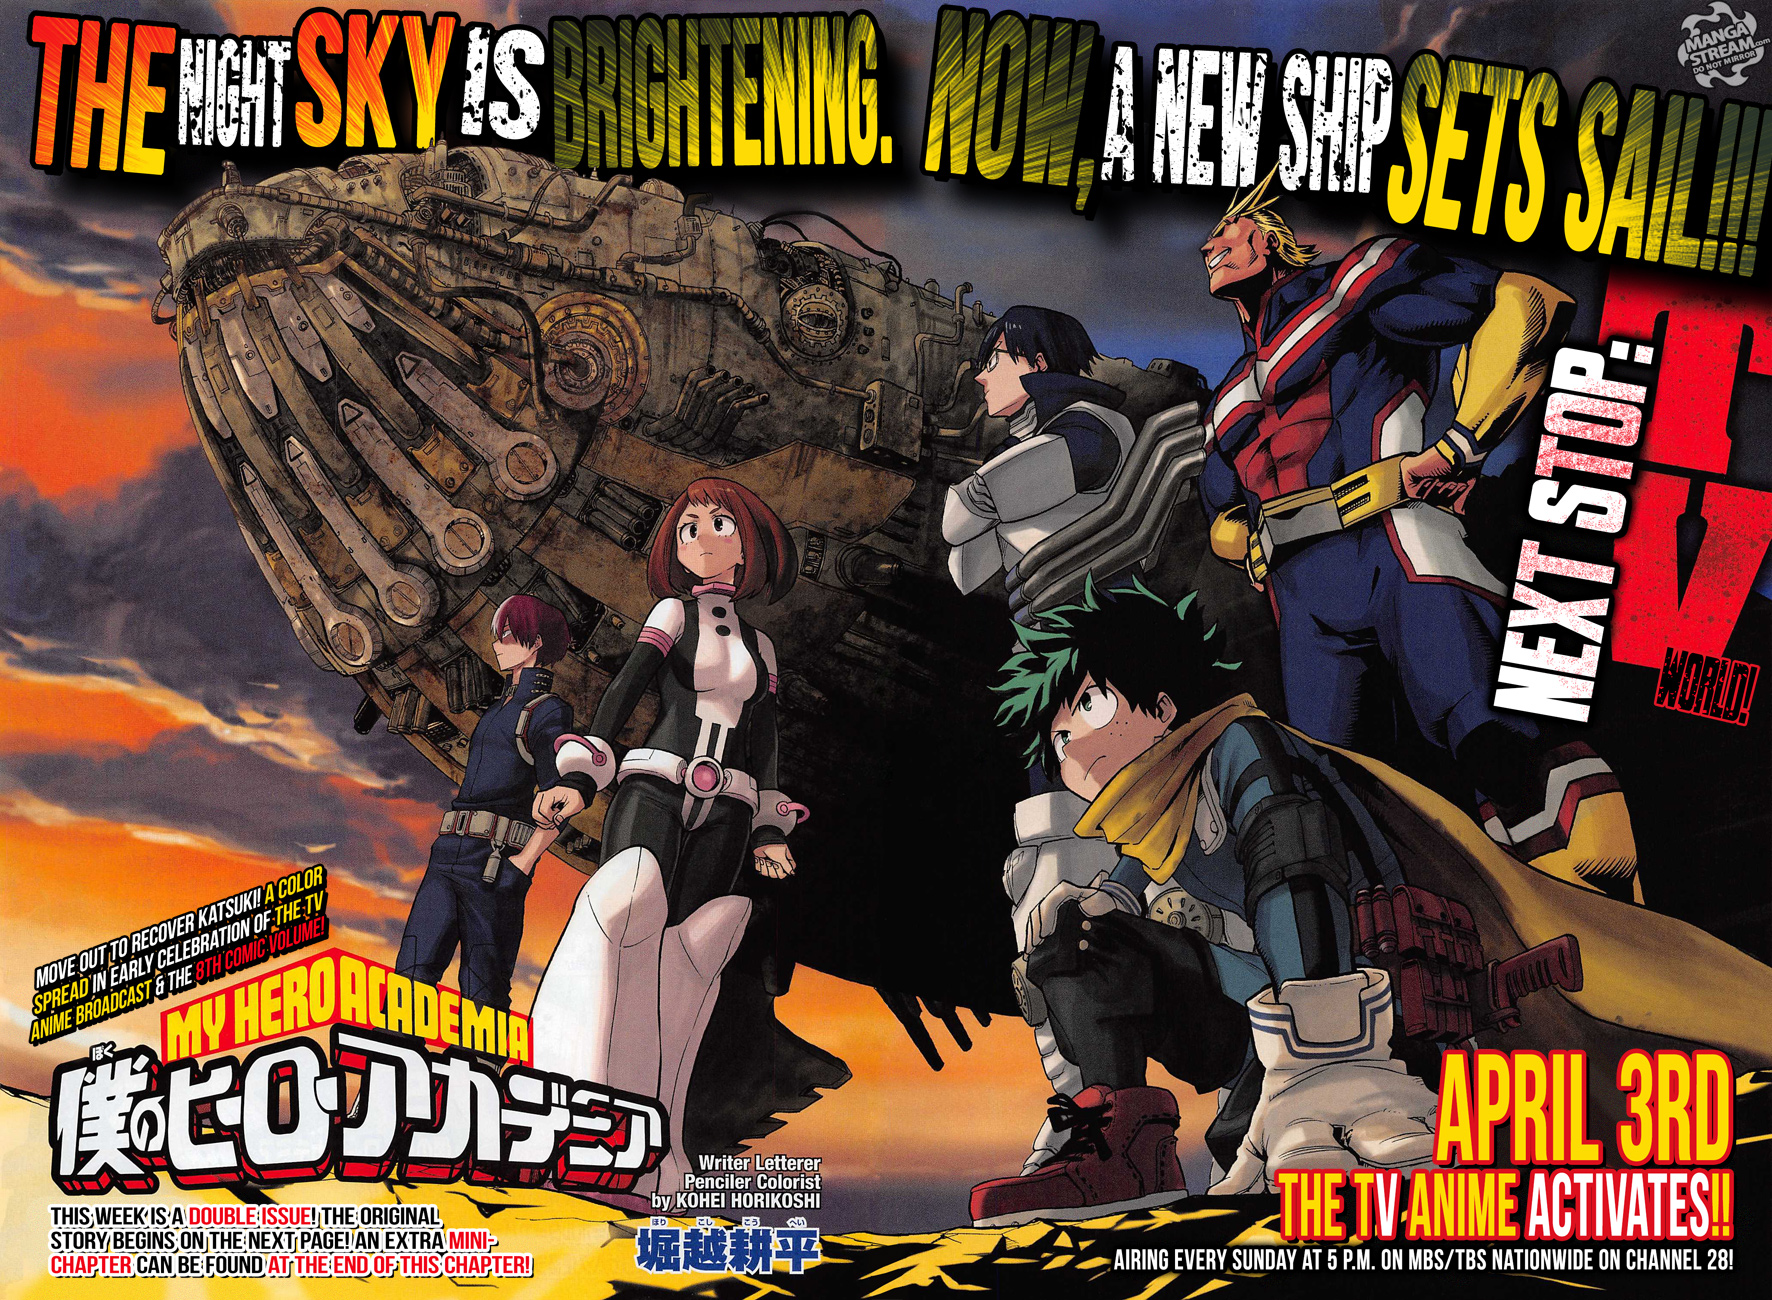 THE NIGHT SKY IS BRIGHTENING. NOW, A NEW SHIP SETS SAIL!!!
MANGA
STREAM.com
DO NOT MIRROR
NEXT STOP:
TV
WORLD!
MOVE OUT TO RECOVER KATSUKI! A COLOR
SPREAD IN EARLY CELEBRATION OF THE TV
ANIME BROADCAST & THE 8TH COMIC VOLUME!
MY HERO ACADEMIA
ぼく
僕のヒーローアカデミア
THIS WEEK IS A DOUBLE ISSUE! THE ORIGINAL
STORY BEGINS ON THE NEXT PAGE! AN EXTRA MINI-
CHAPTER CAN BE FOUND AT THE END OF THIS CHAPTER!
Writer Letterer
Penciler Colorist
by KOHEI HORIKOSHI
ほり こし こう へい
堀越耕平
APRIL 3RD
THE TV ANIME ACTIVATES!!
AIRING EVERY SUNDAY AT 5 P.M. ON MBS/TBS NATIONWIDE ON CHANNEL 28!